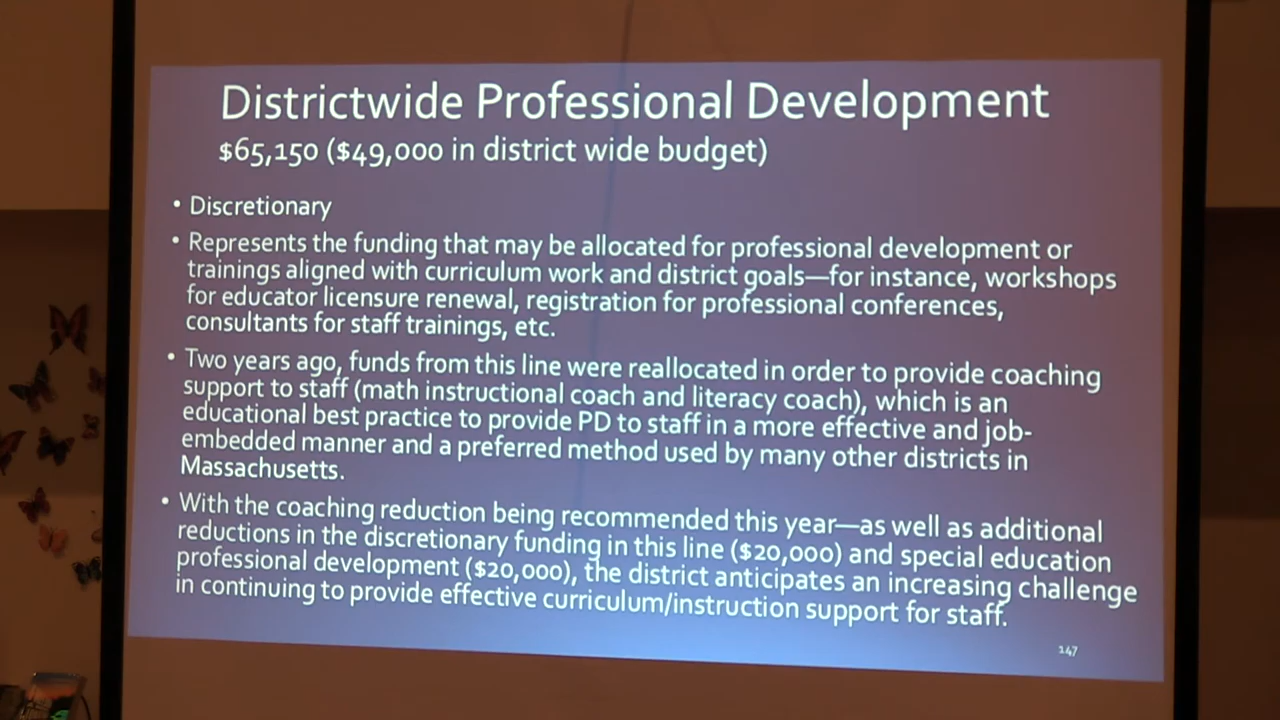 Districtwide Professional Development
$65,150 ($49,000 in district wide budget)
• Discretionary
• Represents the funding that may be allocated for professional development or
trainings aligned with curriculum work and district goals—for instance, workshops
for educator licensure renewal, registration for professional conferences,
consultants for staff trainings, etc.
• Two years ago, funds from this line were reallocated in order to provide coaching
support to staff (math instructional coach and literacy coach), which is an
educational best practice to provide PD to staff in a more effective and job-
embedded manner and a preferred method used by many other districts in
Massachusetts.
• With the coaching reduction being recommended this year—as well as additional
reductions in the discretionary funding in this line ($20,000) and special education
professional development ($20,000), the district anticipates an increasing challenge
in continuing to provide effective curriculum/instruction support for staff.
147